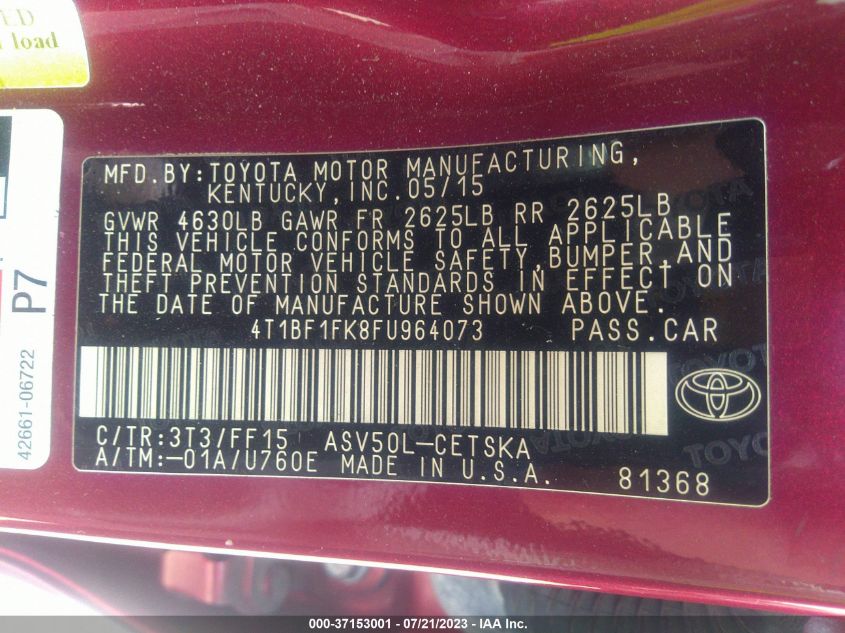 ED
load
P7
42661-06722
MFD.BY:TOYOTA MOTOR MANUFACTURING,
KENTUCKY,INC.05/15
GVWR 4630LB GAWR FR 2625LB RR 2625LB
THIS VEHICLE CONFORMS TO ALL APPLICABLE
FEDERAL MOTOR VEHICLE SAFETY,BUMPER,AND
THEFT PREVENTION STANDARDS IN EFFECT ON
THE DATE OF MANUFACTURE SHOWN ABOVE.
4T1BF1FK8FU964073 PASS.CAR
C/TR:3T3/FF15 ASV50L-CETSKA
A/TM:-01A/U760E MADE IN U.S.A.
81368
000-37153001 - 07/21/2023 - IAA Inc.